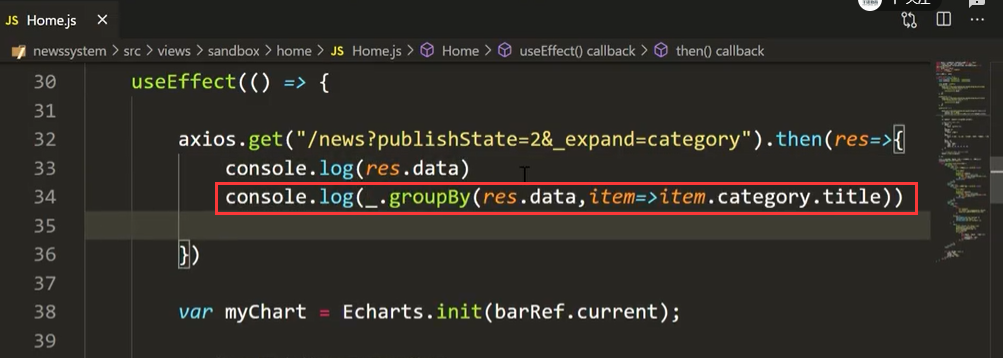 JS Home.js ×
newssystem > src > views > sandbox > home > JS Home.js > Home > useEffect() callback > then() callback
30 useEffect(() => {
31
32 axios.get("/news?publishState=2&_expand=category").then(res=>{
33 console.log(res.data)
34 console.log(_.groupBy(res.data,item=>item.category.title))
35
36 })
37
38 var myChart = Echarts.init(barRef.current);
39